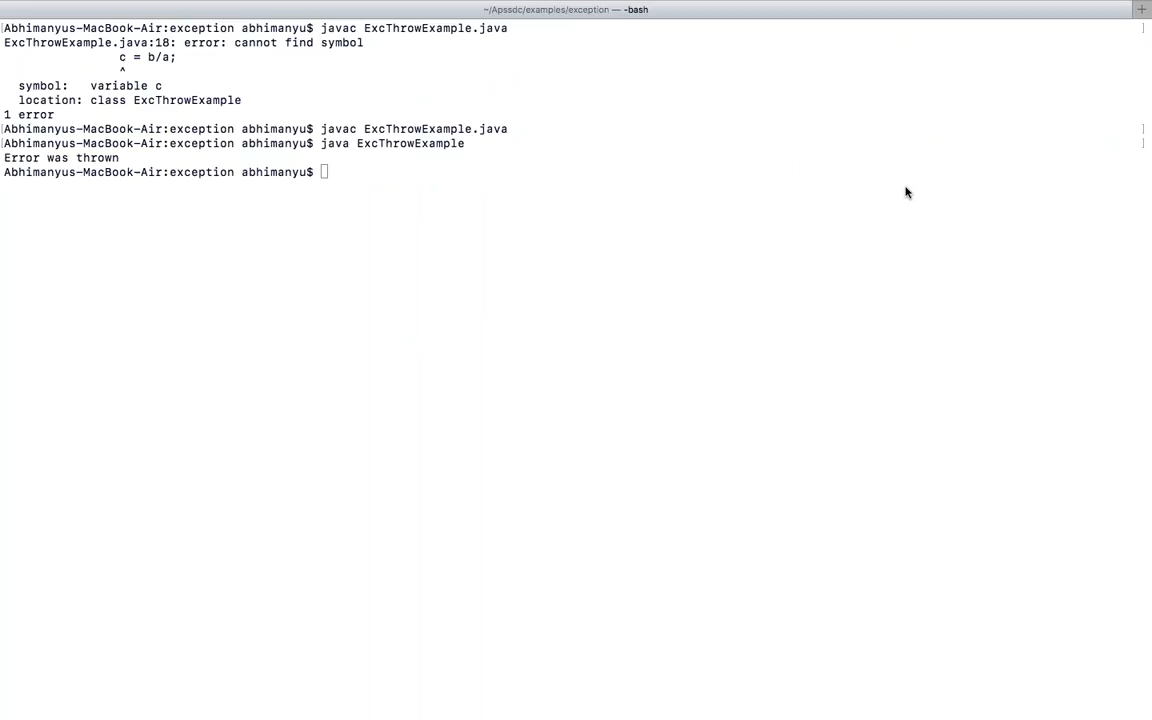 ~/Apssdc/examples/exception — -bash
Abhimanyus-MacBook-Air:exception abhimanyu$ javac ExcThrowExample.java
ExcThrowExample.java:18: error: cannot find symbol
c = b/a;
^
symbol:   variable c
location: class ExcThrowExample
1 error
Abhimanyus-MacBook-Air:exception abhimanyu$ javac ExcThrowExample.java
Abhimanyus-MacBook-Air:exception abhimanyu$ java ExcThrowExample
Error was thrown
Abhimanyus-MacBook-Air:exception abhimanyu$